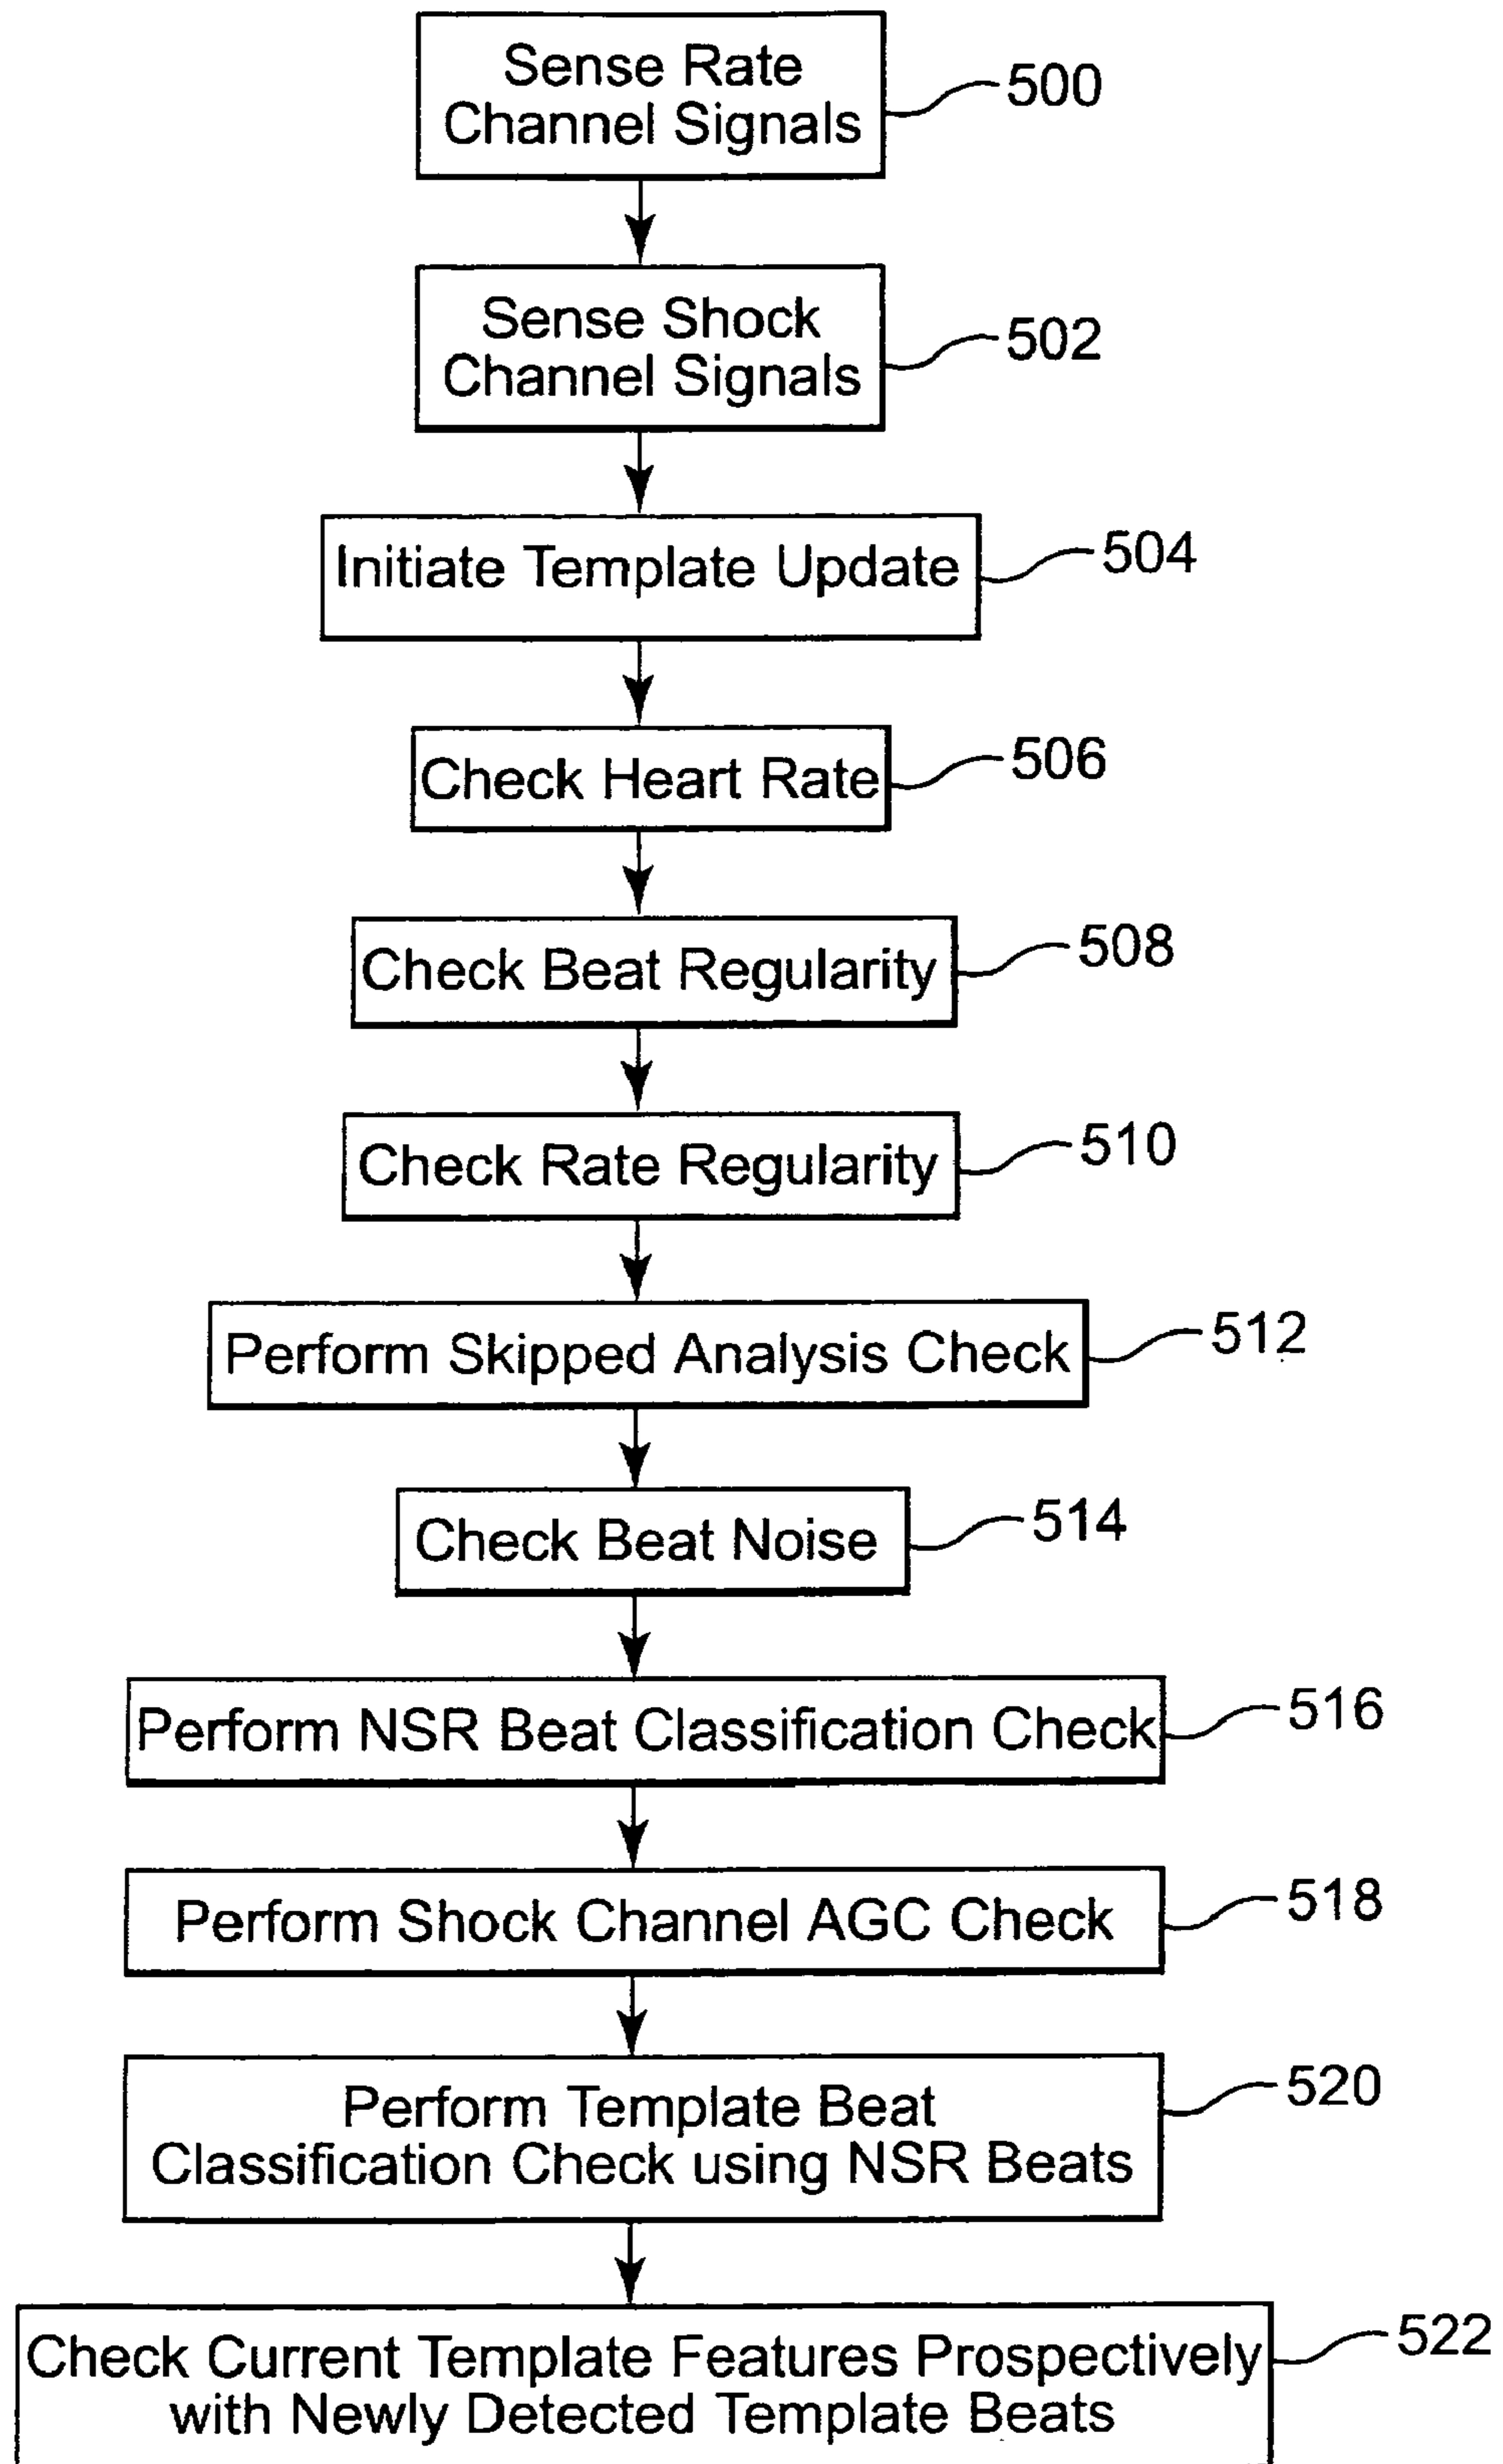 Sense Rate
Channel Signals
500
Sense Shock
Channel Signals
502
Initiate Template Update
504
Check Heart Rate
506
Check Beat Regularity
508
Check Rate Regularity
510
Perform Skipped Analysis Check
512
Check Beat Noise
514
Perform NSR Beat Classification Check
516
Perform Shock Channel AGC Check
518
Perform Template Beat
Classification Check using NSR Beats
520
Check Current Template Features Prospectively
with Newly Detected Template Beats
522